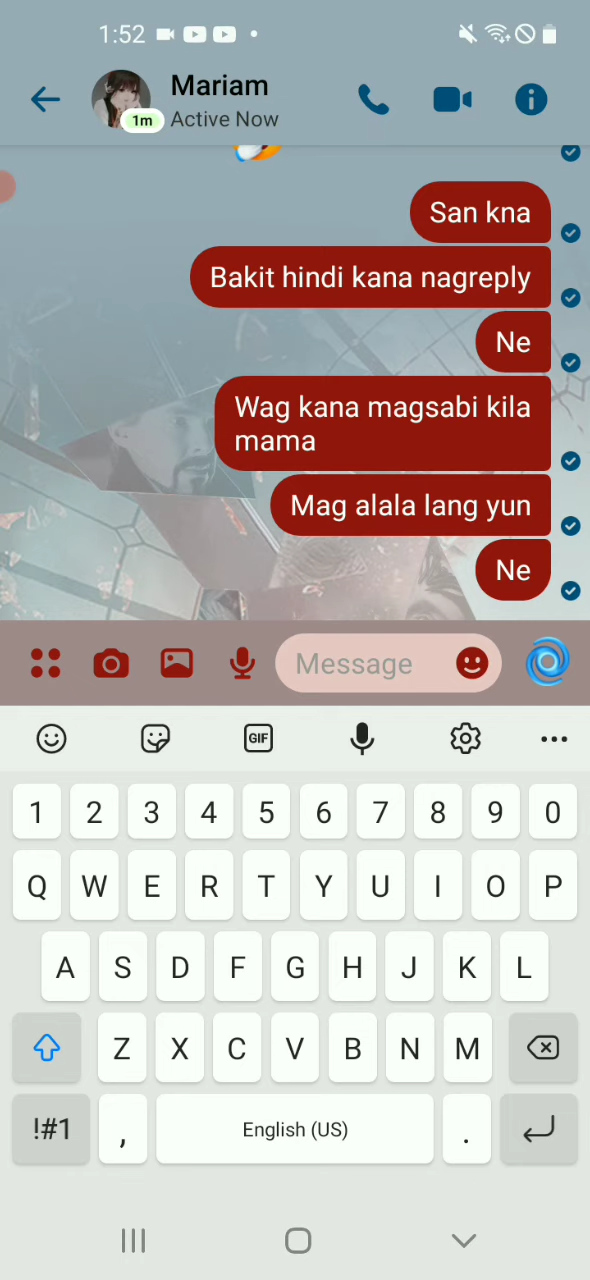 1:52
Mariam
1m
Active Now
San kna
Bakit hindi kana nagreply
Ne
Wag kana magsabi kila
mama
Mag alala lang yun
Ne
Message
GIF
1 2 3 4 5 6 7 8 9 0
Q W E R T Y U I O P
A S D F G H J K L
Z X C V B N M
!#1 , English (US) .